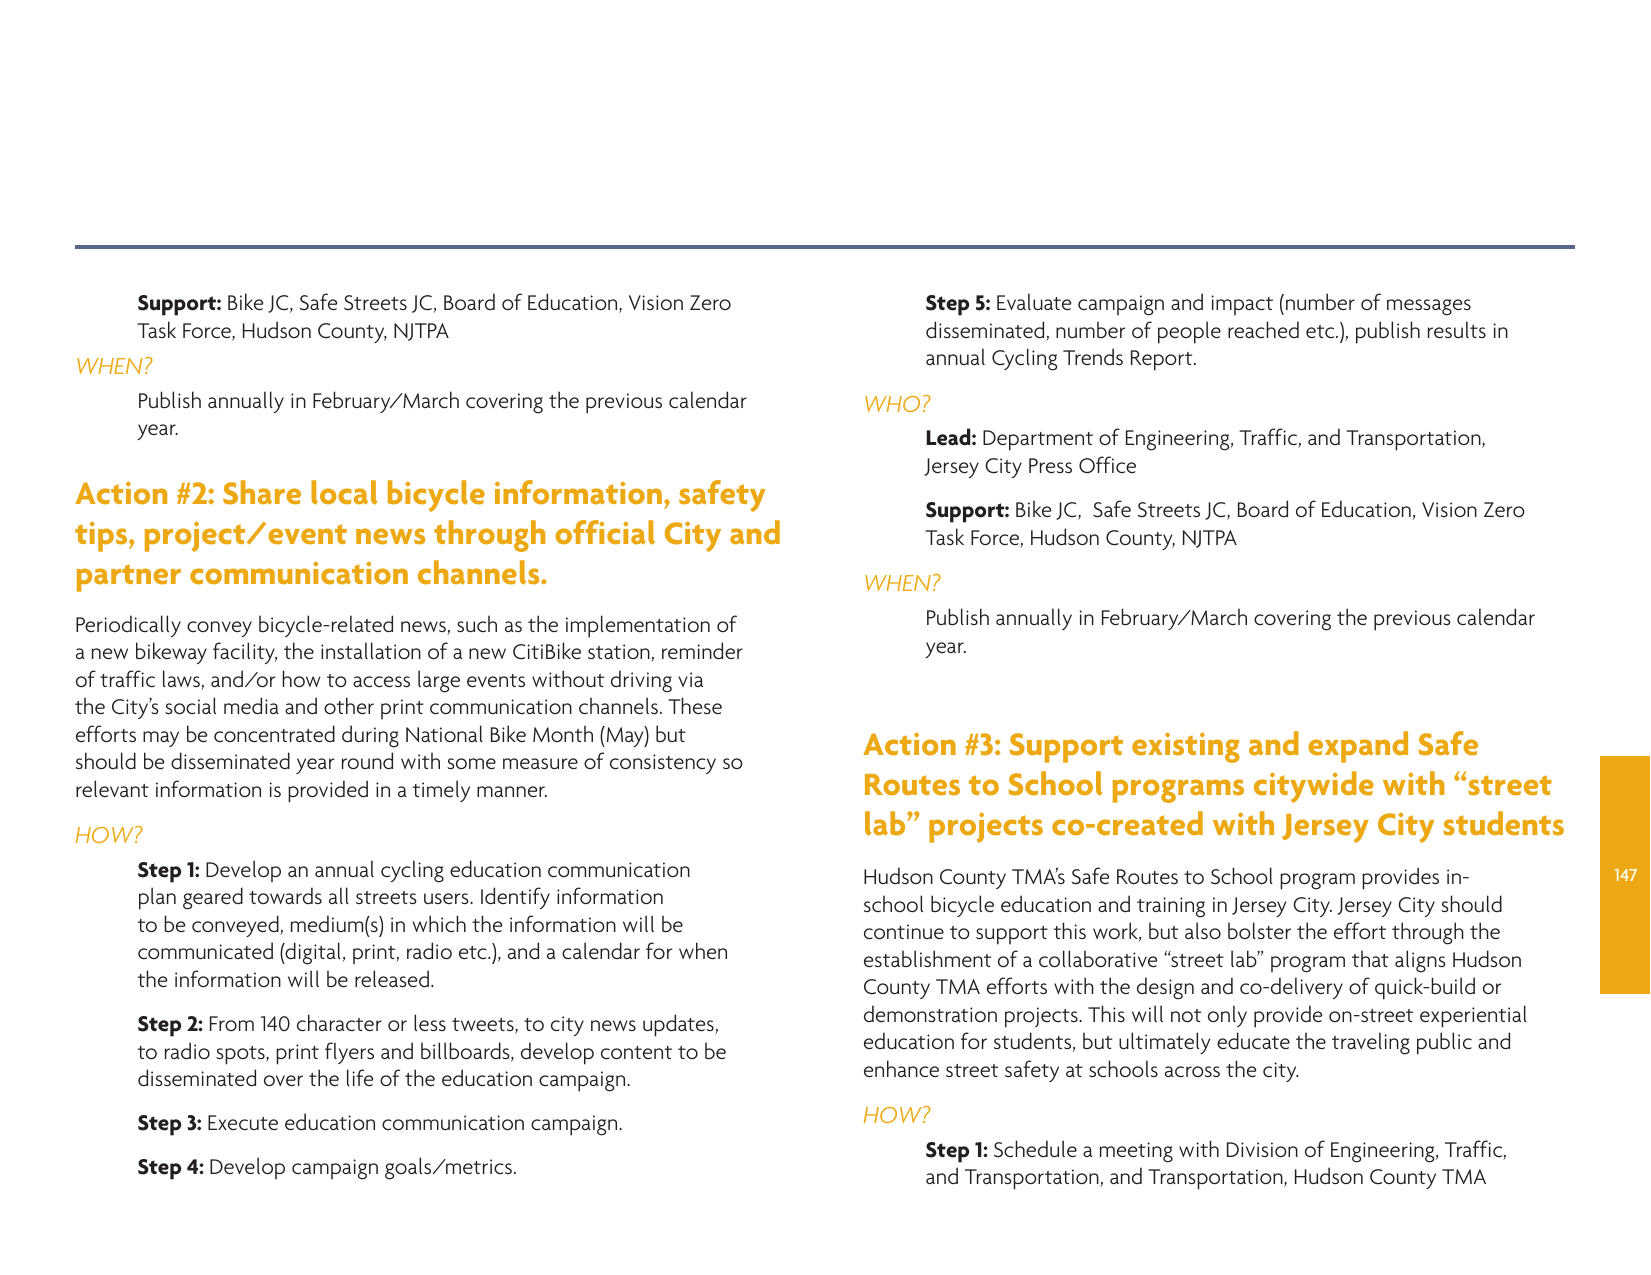 Support: Bike JC, Safe Streets JC, Board of Education, Vision Zero
Task Force, Hudson County, NJTPA
WHEN?
Publish annually in February/March covering the previous calendar
year.
Action #2: Share local bicycle information, safety
tips, project/event news through official City and
partner communication channels.
Periodically convey bicycle-related news, such as the implementation of
a new bikeway facility, the installation of a new CitiBike station, reminder
of traffic laws, and/or how to access large events without driving via
the City's social media and other print communication channels. These
efforts may be concentrated during National Bike Month (May) but
should be disseminated year round with some measure of consistency so
relevant information is provided in a timely manner.
HOW?
Step 1: Develop an annual cycling education communication
plan geared towards all streets users. Identify information
to be conveyed, medium(s) in which the information will be
communicated (digital, print, radio etc.), and a calendar for when
the information will be released.
Step 2: From 140 character or less tweets, to city news updates,
to radio spots, print flyers and billboards, develop content to be
disseminated over the life of the education campaign.
Step 3: Execute education communication campaign.
Step 4: Develop campaign goals/metrics.
Step 5: Evaluate campaign and impact (number of messages
disseminated, number of people reached etc.), publish results in
annual Cycling Trends Report.
WHO?
Lead: Department of Engineering, Traffic, and Transportation,
Jersey City Press Office
Support: Bike JC,  Safe Streets JC, Board of Education, Vision Zero
Task Force, Hudson County, NJTPA
WHEN?
Publish annually in February/March covering the previous calendar
year.
Action #3: Support existing and expand Safe
Routes to School programs citywide with “street
lab” projects co-created with Jersey City students
Hudson County TMA’s Safe Routes to School program provides in-
school bicycle education and training in Jersey City. Jersey City should
continue to support this work, but also bolster the effort through the
establishment of a collaborative “street lab” program that aligns Hudson
County TMA efforts with the design and co-delivery of quick-build or
demonstration projects. This will not only provide on-street experiential
education for students, but ultimately educate the traveling public and
enhance street safety at schools across the city.
HOW?
Step 1: Schedule a meeting with Division of Engineering, Traffic,
and Transportation, and Transportation, Hudson County TMA
147